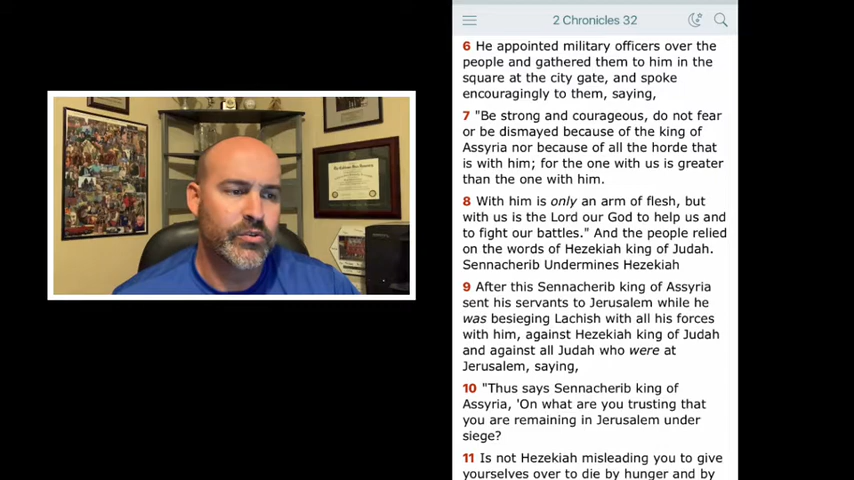 2 Chronicles 32
6 He appointed military officers over the
people and gathered them to him in the
square at the city gate, and spoke
encouragingly to them, saying,
7 "Be strong and courageous, do not fear
or be dismayed because of the king of
Assyria nor because of all the horde that
is with him; for the one with us is greater
than the one with him.
8 With him is only an arm of flesh, but
with us is the Lord our God to help us and
to fight our battles." And the people relied
on the words of Hezekiah king of Judah.
Sennacherib Undermines Hezekiah
9 After this Sennacherib king of Assyria
sent his servants to Jerusalem while he
was besieging Lachish with all his forces
with him, against Hezekiah king of Judah
and against all Judah who were at
Jerusalem, saying,
10 "Thus says Sennacherib king of
Assyria, 'On what are you trusting that
you are remaining in Jerusalem under
siege?
11 Is not Hezekiah misleading you to give
yourselves over to die by hunger and by